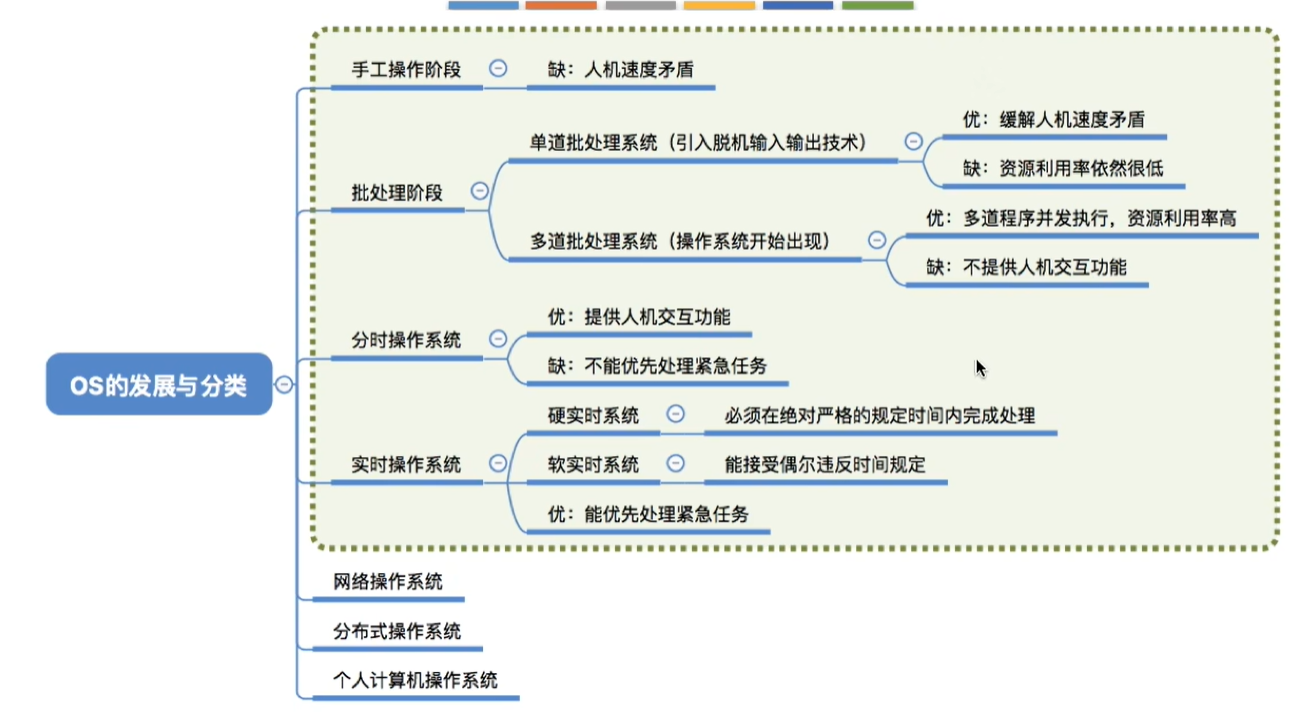 手工操作阶段
缺：人机速度矛盾
批处理阶段
单道批处理系统（引入脱机输入输出技术）
优：缓解人机速度矛盾
缺：资源利用率依然很低
多道批处理系统（操作系统开始出现）
优：多道程序并发执行，资源利用率高
缺：不提供人机交互功能
OS的发展与分类
分时操作系统
优：提供人机交互功能
缺：不能优先处理紧急任务
实时操作系统
硬实时系统
必须在绝对严格的规定时间内完成处理
软实时系统
能接受偶尔违反时间规定
优：能优先处理紧急任务
网络操作系统
分布式操作系统
个人计算机操作系统